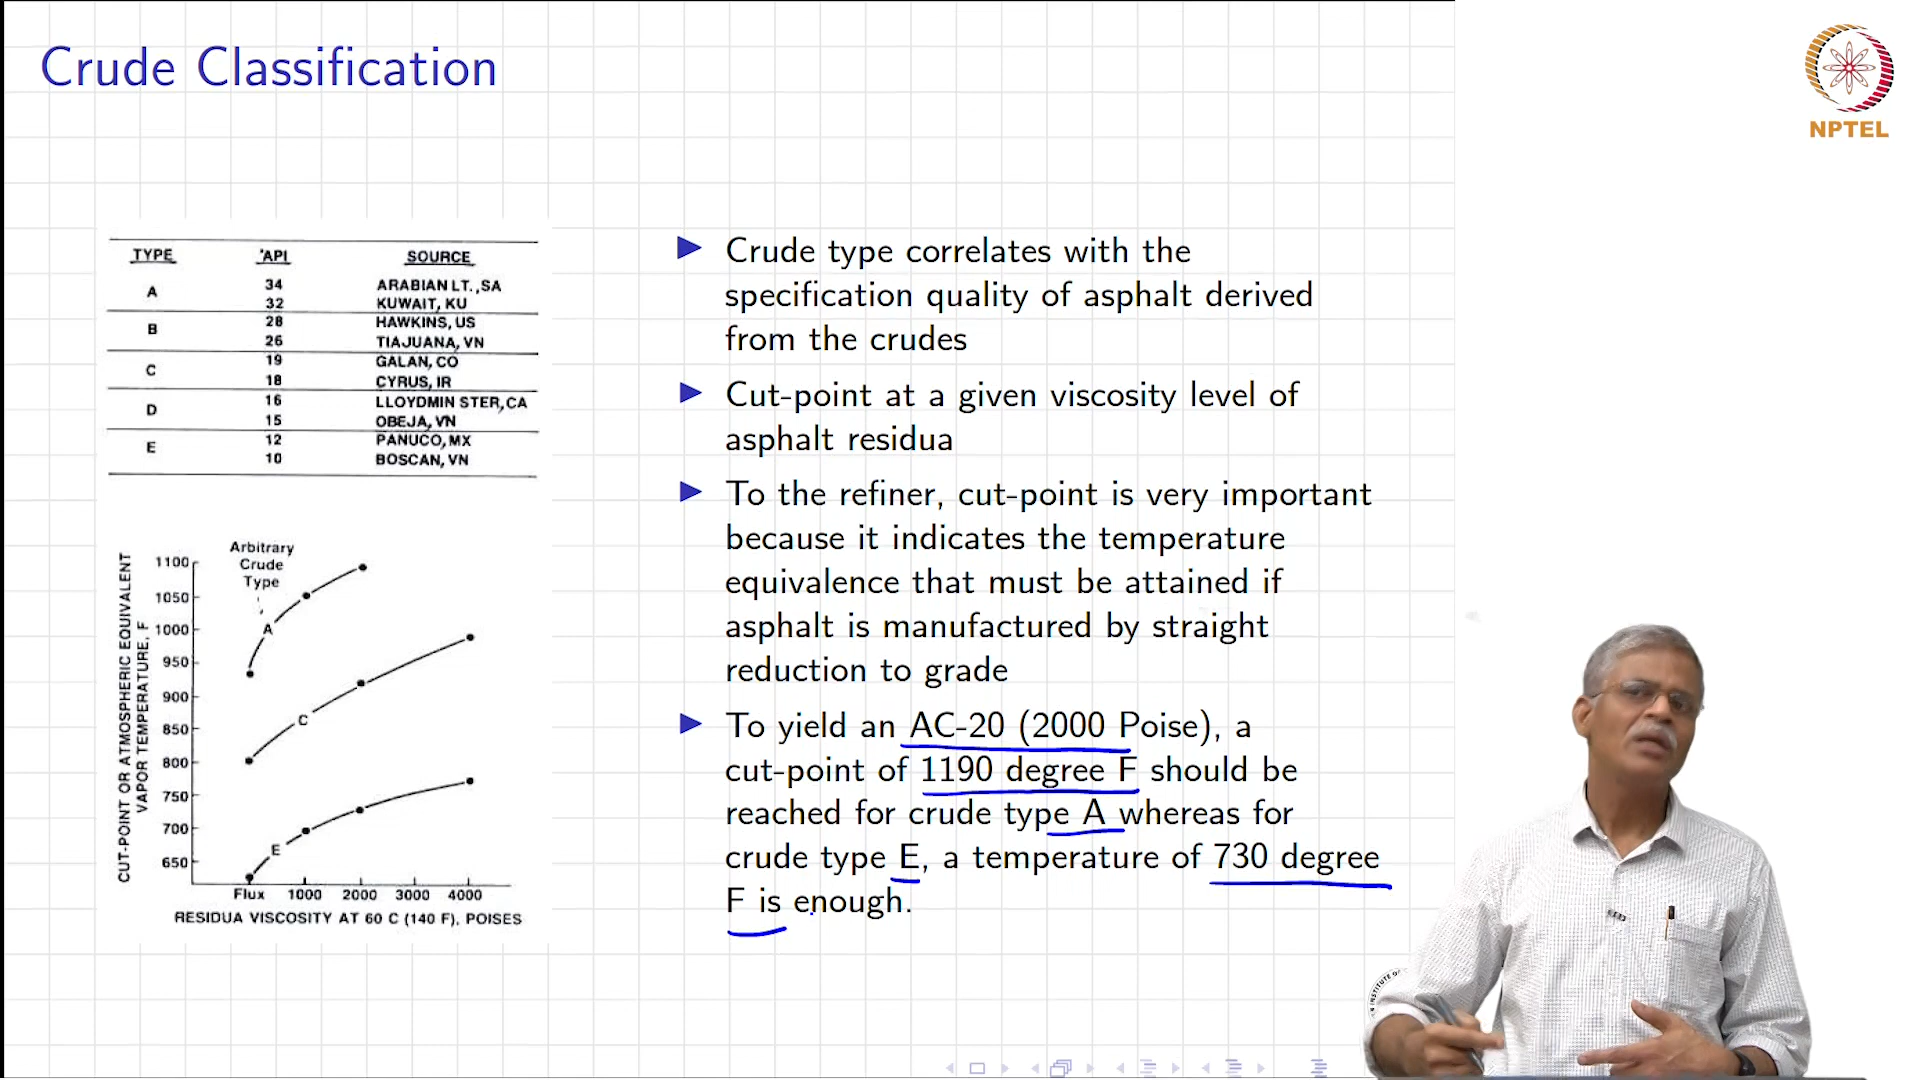 Crude Classification
NPTEL
TYPE °API SOURCE
A 34 ARABIAN LT.,SA
32 KUWAIT, KU
B 28 HAWKINS, US
26 TIAJUANA, VN
C 19 GALAN, CO
18 CYRUS, IR
D 16 LLOYDMIN STER, CA
15 OBEJA, VN
E 12 PANUCO, MX
10 BOSCAN, VN
CUT-POINT OR ATMOSPHERIC EQUIVALENT
VAPOR TEMPERATURE, F
Arbitrary
Crude
Type
1100
1050
1000
950
900
850
800
750
700
650
A
C
E
Flux 1000 2000 3000 4000
RESIDUA VISCOSITY AT 60 C (140 F), POISES
Crude type correlates with the
specification quality of asphalt derived
from the crudes
Cut-point at a given viscosity level of
asphalt residua
To the refiner, cut-point is very important
because it indicates the temperature
equivalence that must be attained if
asphalt is manufactured by straight
reduction to grade
To yield an AC-20 (2000 Poise), a
cut-point of 1190 degree F should be
reached for crude type A whereas for
crude type E, a temperature of 730 degree
F is enough.